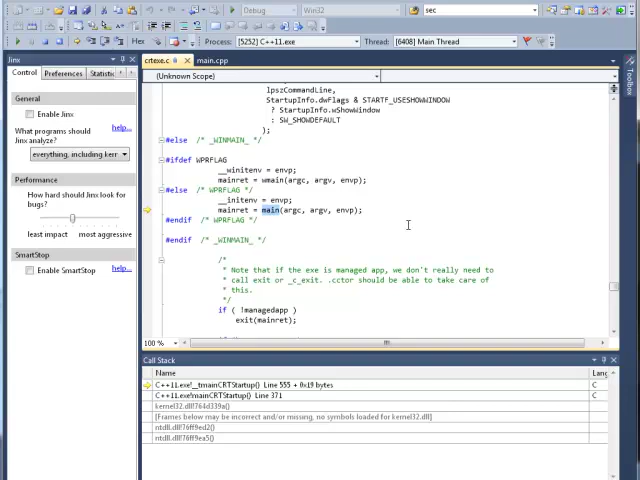 Debug
Win32
sec
Hex
Process: [5252] C++11.exe
Thread: [6408] Main Thread
Jinx
Control
Preferences
Statistic
General
Enable Jinx
What programs should
Jinx analyze?
help...
everything, including kerr
Performance
How hard should Jinx look for
bugs?
help...
least impact
most aggressive
SmartStop
Enable SmartStop
help...
crtexe.c
main.cpp
(Unknown Scope)
lpszCommandLine,
StartupInfo.dwFlags & STARTF_USESHOWWINDOW
? StartupInfo.wShowWindow
: SW_SHOWDEFAULT
);
#else /* _WINMAIN_ */
#ifdef WPRFLAG
__winitenv = envp;
mainret = wmain(argc, argv, envp);
#else /* WPRFLAG */
__initenv = envp;
mainret = main(argc, argv, envp);
#endif /* WPRFLAG */
#endif /* _WINMAIN_ */
/*
* Note that if the exe is managed app, we don't really need to
* call exit or _c_exit. .cctor should be able to take care of
* this.
*/
if ( !managedapp )
exit(mainret);
100 %
Call Stack
Name
Lang
C++11.exe!__tmainCRTStartup() Line 555 + 0x19 bytes
C
C++11.exe!mainCRTStartup() Line 371
C
kernel32.dll!764d339a()
[Frames below may be incorrect and/or missing, no symbols loaded for kernel32.dll]
ntdll.dll!76ff9ed2()
ntdll.dll!76ff9ea5()
Toolbox